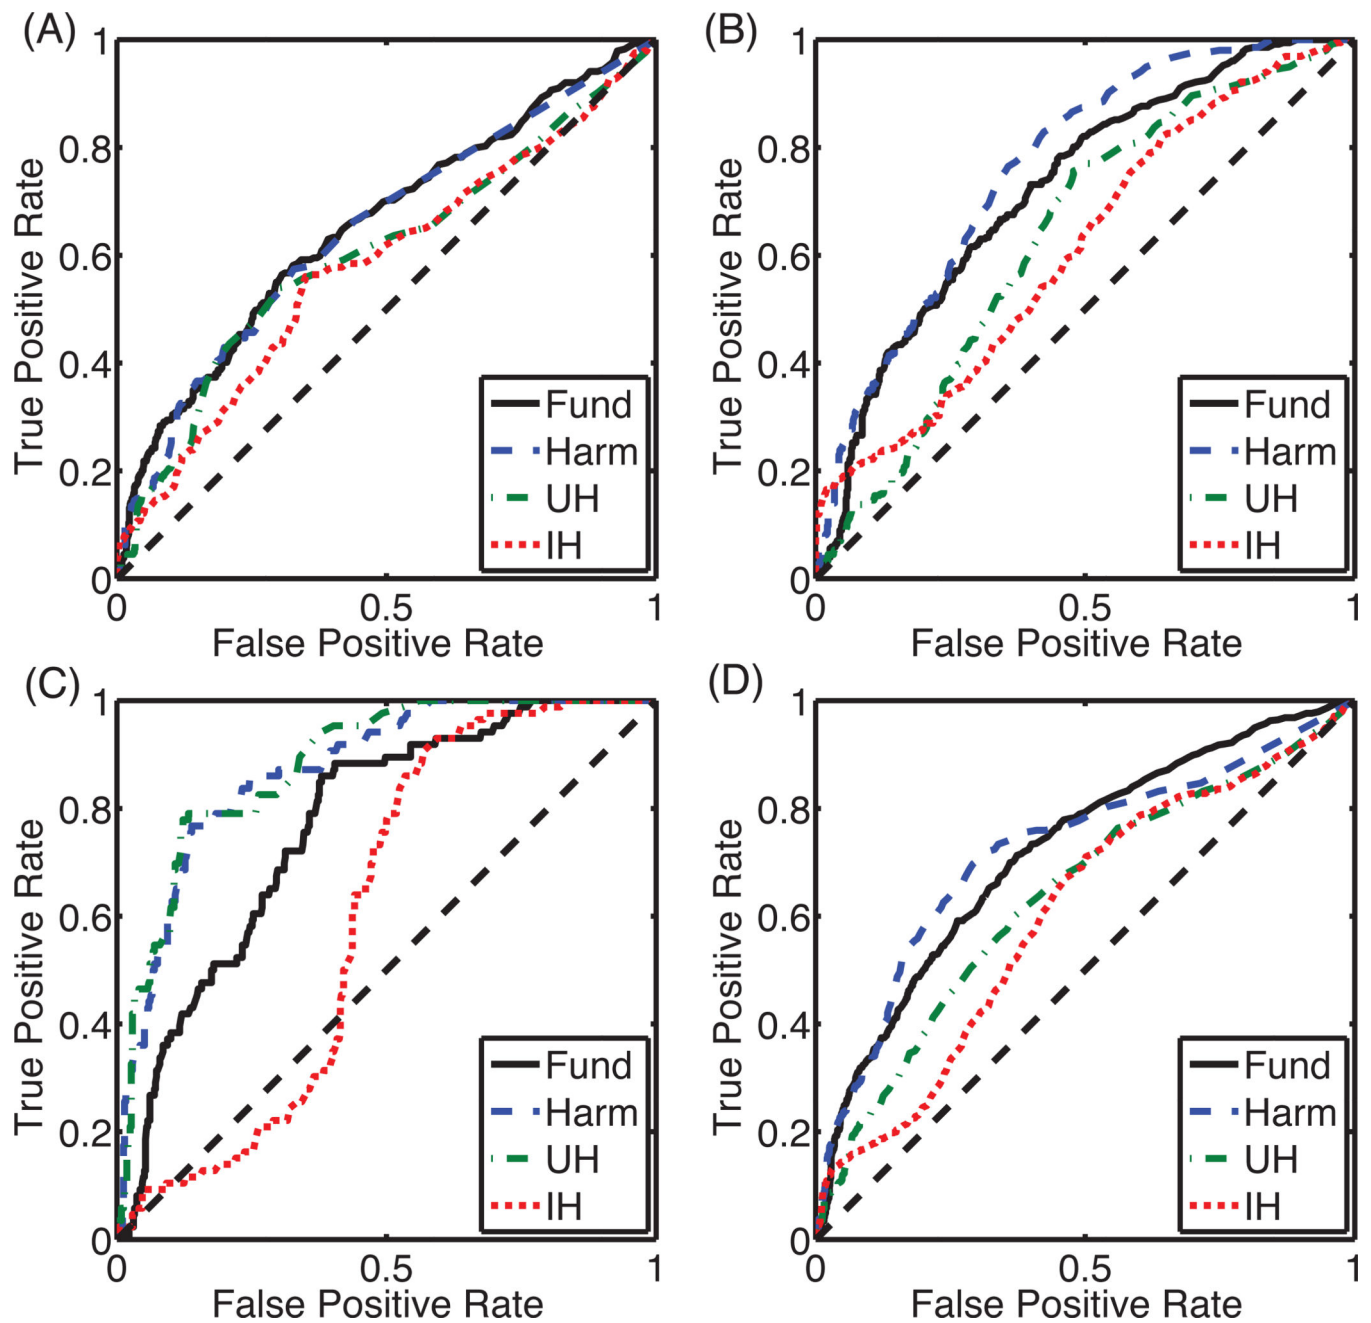 (A)
True Positive Rate
1
0.8
0.6
0.4
0.2
0
Fund
Harm
UH
IH
0 0.5 1
False Positive Rate
(B)
True Positive Rate
1
0.8
0.6
0.4
0.2
0
Fund
Harm
UH
IH
0 0.5 1
False Positive Rate
(C)
True Positive Rate
1
0.8
0.6
0.4
0.2
0
Fund
Harm
UH
IH
0 0.5 1
False Positive Rate
(D)
True Positive Rate
1
0.8
0.6
0.4
0.2
0
Fund
Harm
UH
IH
0 0.5 1
False Positive Rate